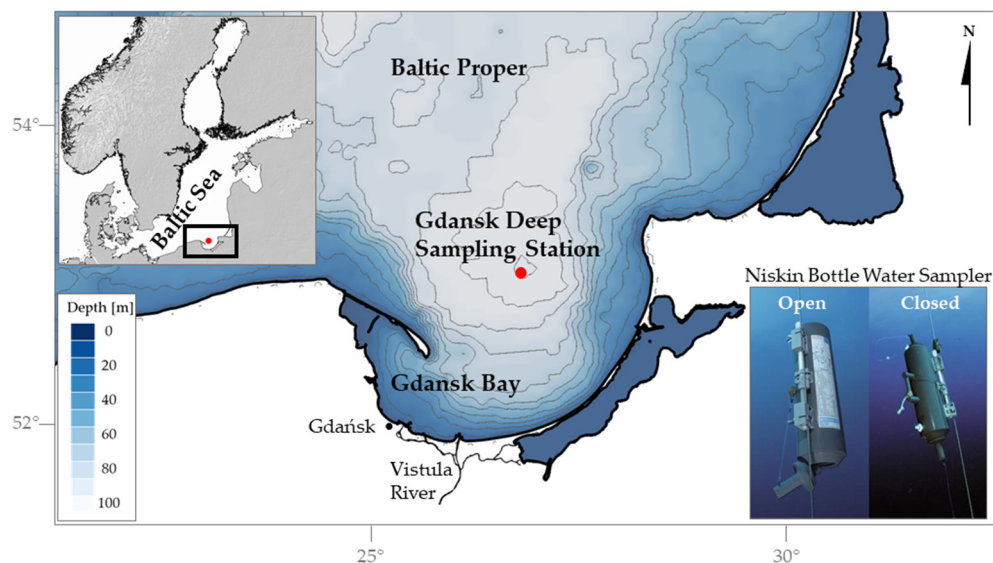 Baltic Proper
N
54°
Baltic Sea
Gdansk Deep
Sampling Station
Niskin Bottle Water Sampler
Open
Closed
Depth [m]
0
20
40
60
80
100
Gdansk Bay
Gdańsk
52°
Vistula
River
25°
30°